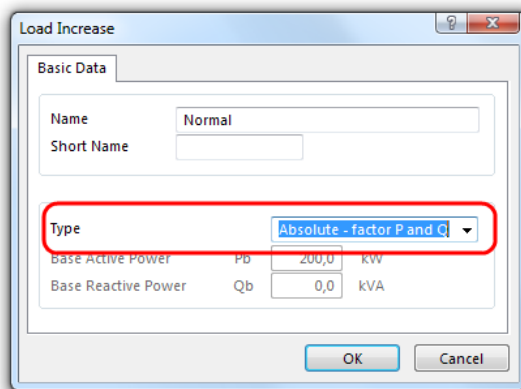 Load Increase
Basic Data
Name Normal
Short Name
Type Absolute - factor P and Q
Base Active Power Pb 200,0 kW
Base Reactive Power Qb 0,0 kVA
OK Cancel